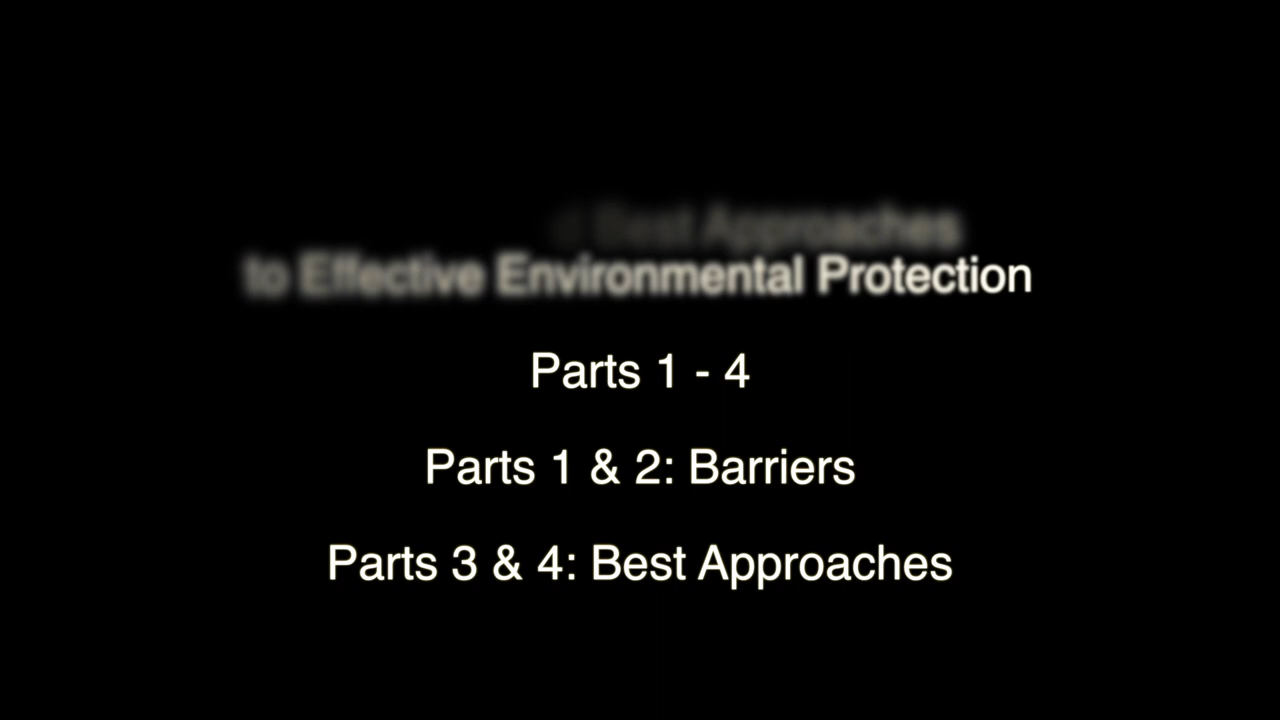 Best Approaches
to Effective Environmental Protection
Parts 1 - 4
Parts 1 & 2: Barriers
Parts 3 & 4: Best Approaches